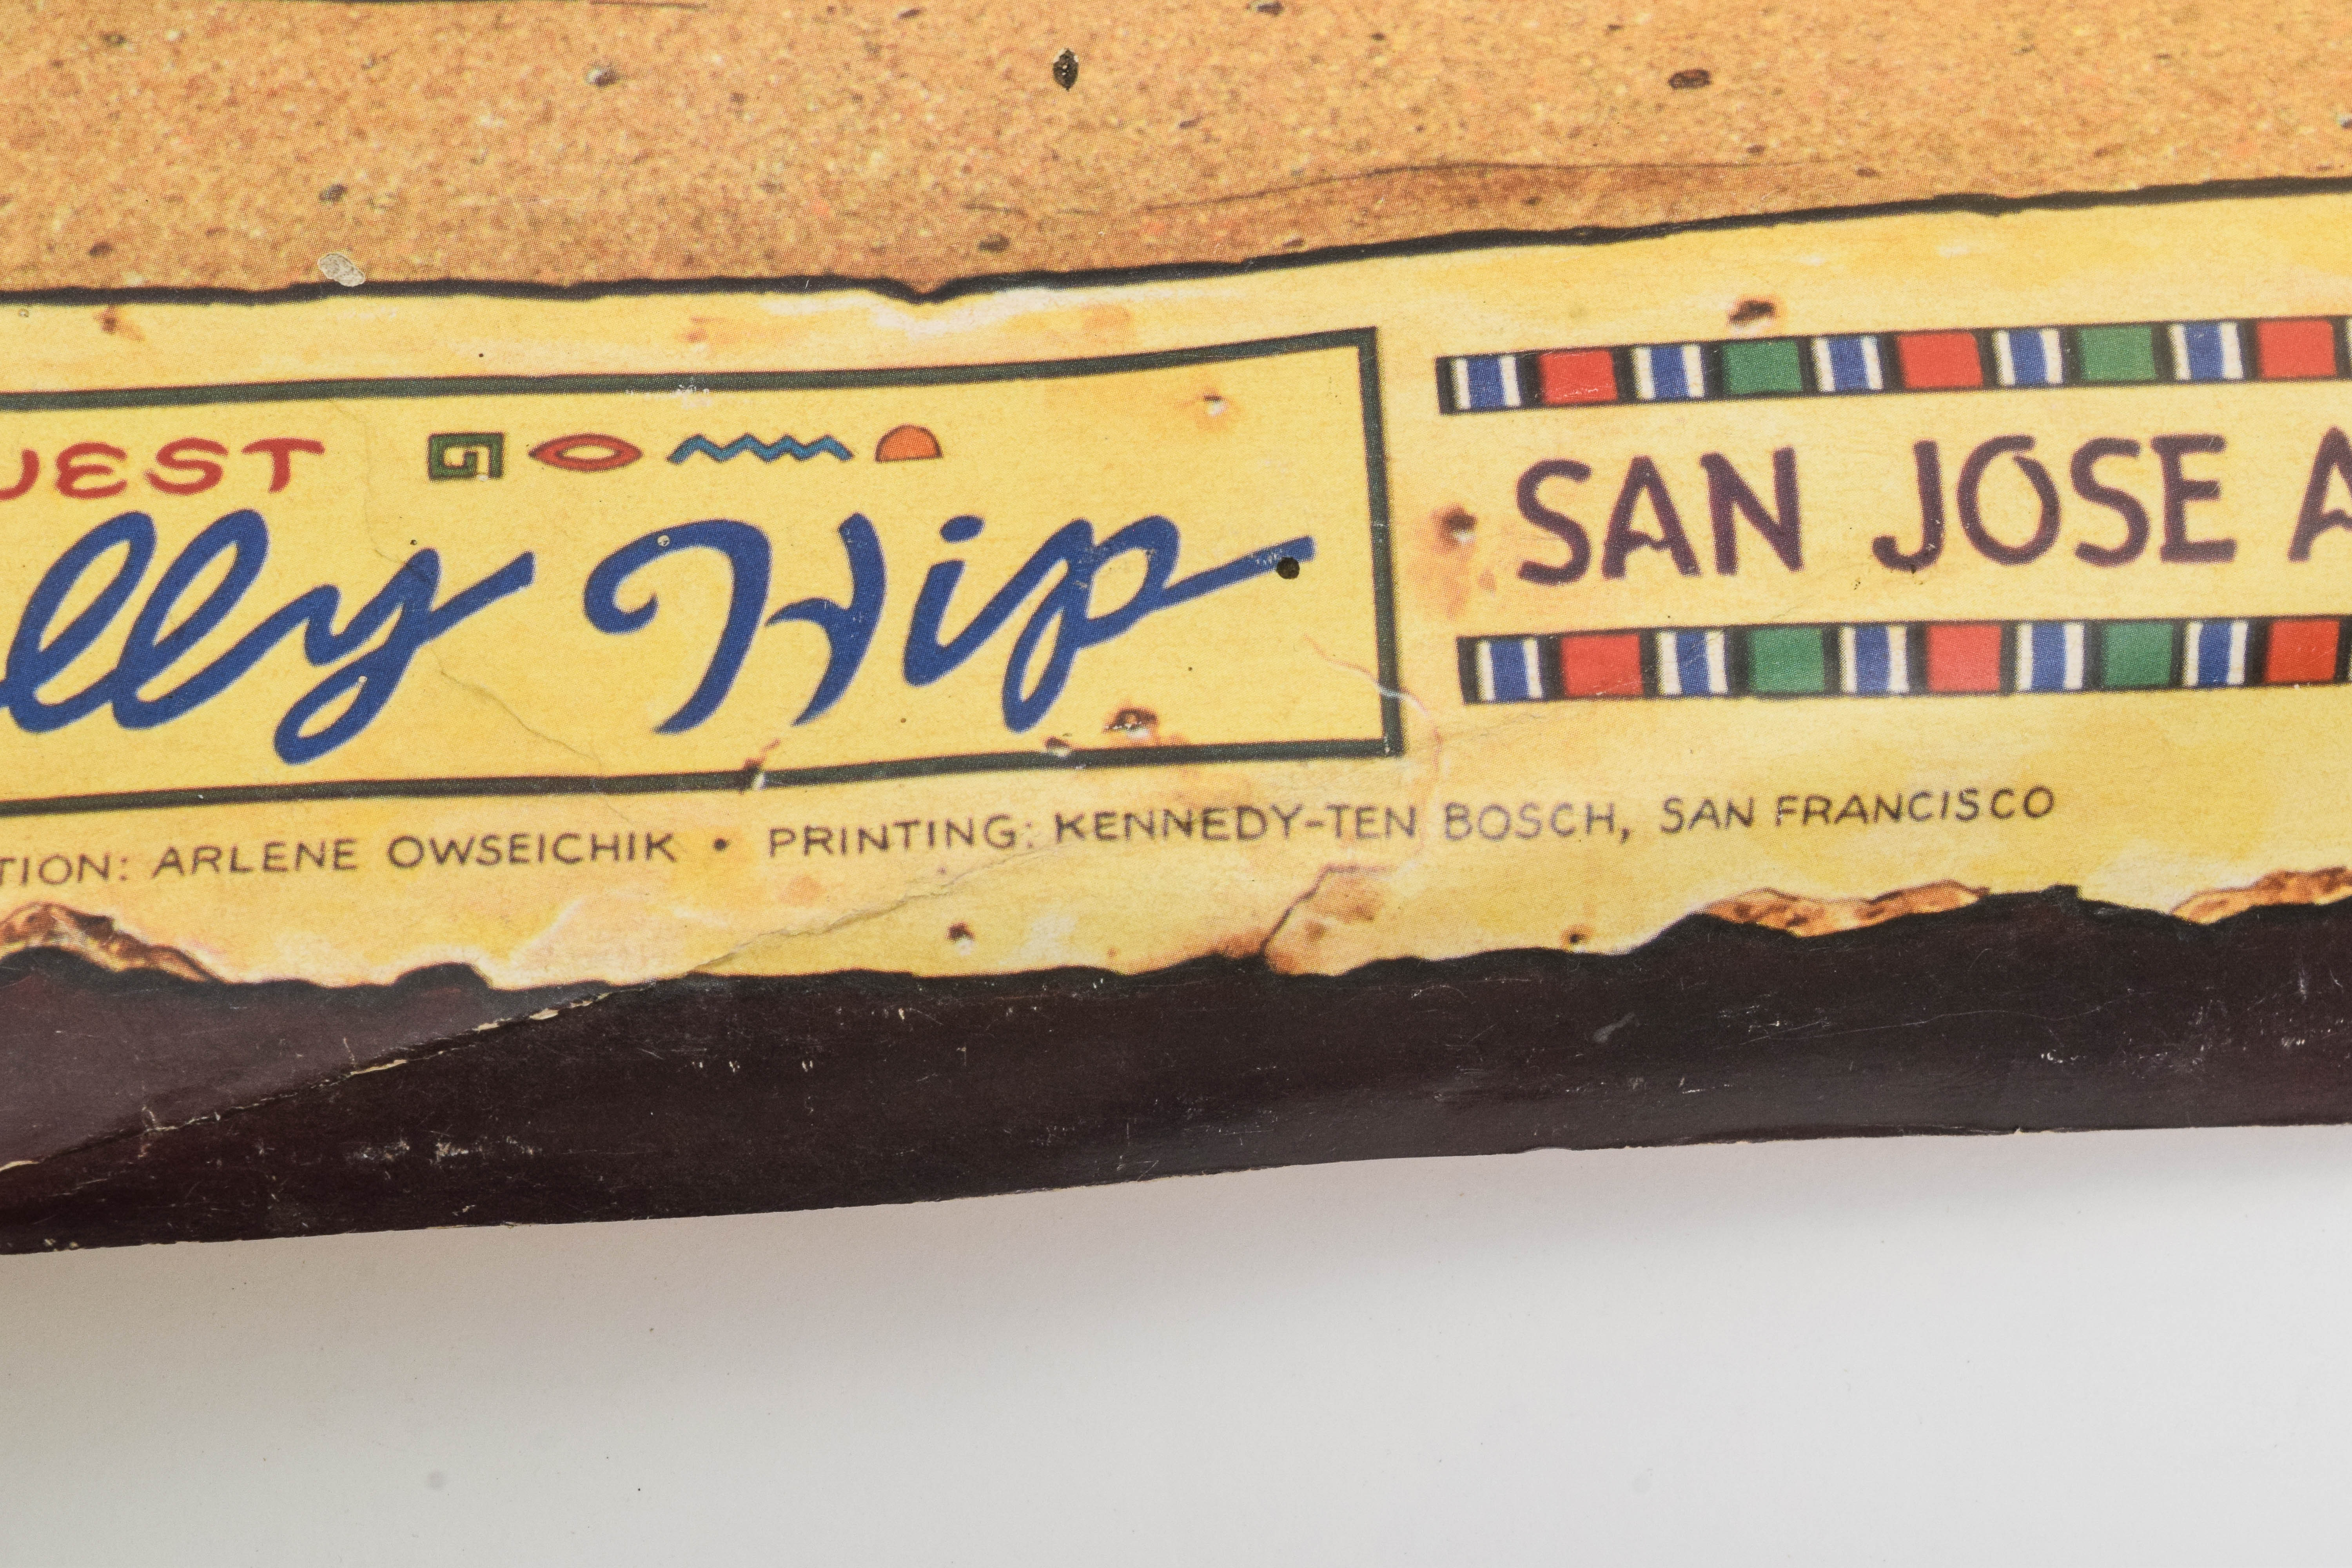 UEST
lly Hip
SAN JOSE A
TION: ARLENE OWSEICHIK • PRINTING: KENNEDY-TEN BOSCH, SAN FRANCISCO